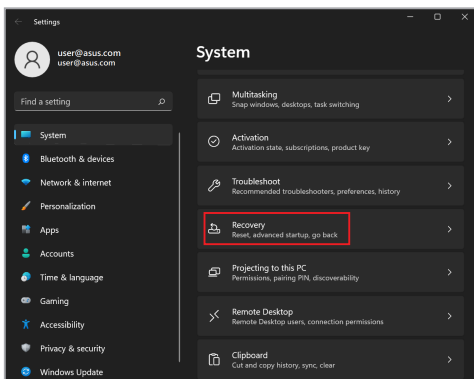 Settings
user@asus.com
user@asus.com
Find a setting
System
Bluetooth & devices
Network & internet
Personalization
Apps
Accounts
Time & language
Gaming
Accessibility
Privacy & security
Windows Update
System
Multitasking
Snap windows, desktops, task switching
Activation
Activation state, subscriptions, product key
Troubleshoot
Recommended troubleshooters, preferences, history
Recovery
Reset, advanced startup, go back
Projecting to this PC
Permissions, pairing PIN, discoverability
Remote Desktop
Remote Desktop users, connection permissions
Clipboard
Cut and copy history, sync, clear